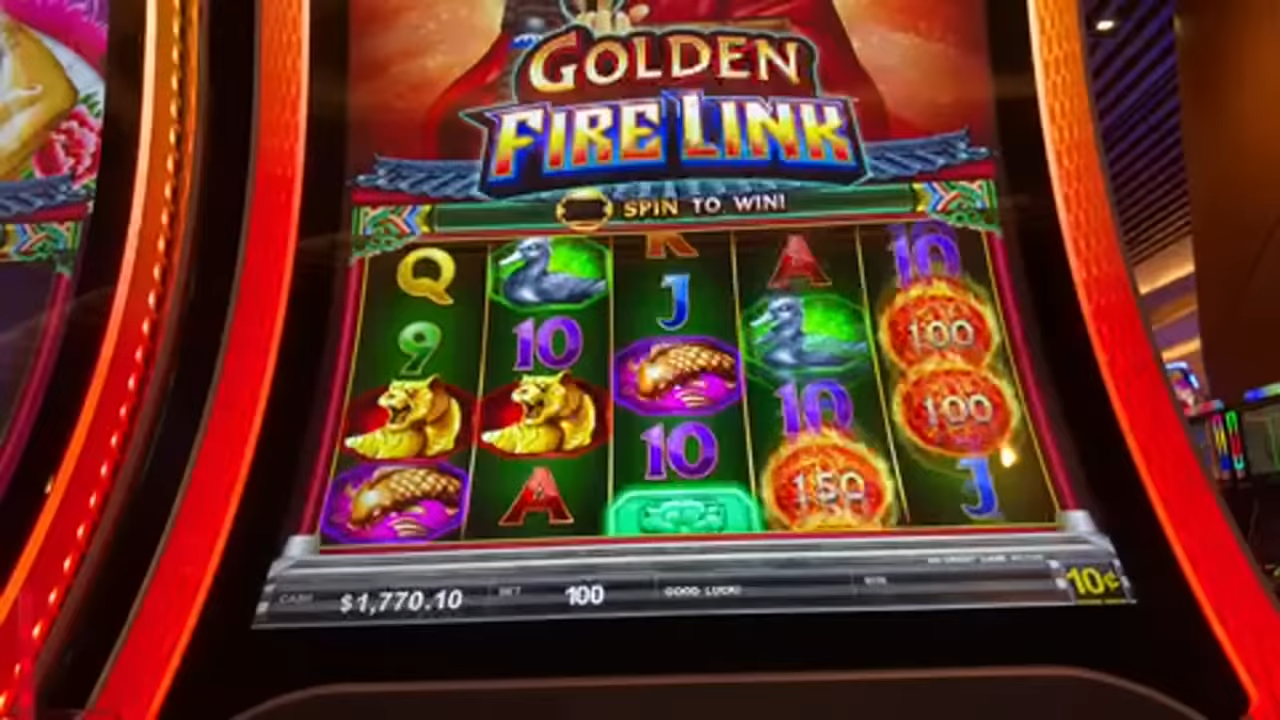 GOLDEN
FIRE LINK
SPIN TO WIN!
Q K A 10
9 10 J 100
10 100
A 10 150 J
CASH $1,770.10 BET 100 GOOD LUCK! WIN 10¢